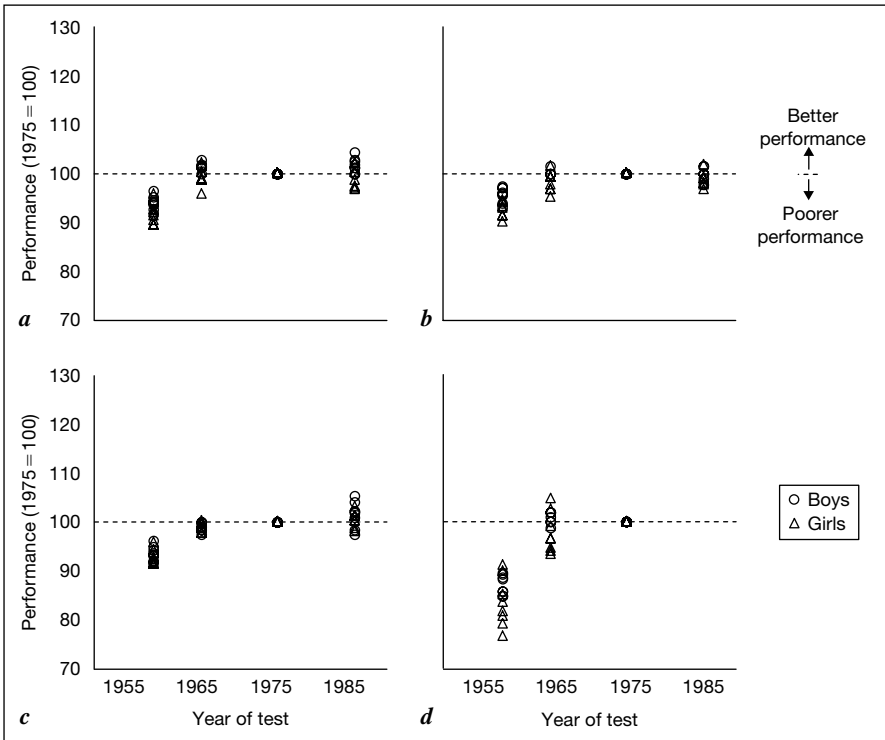 130
120
110
100
90
80
70
Performance (1975 = 100)
a
b
Better
performance
Poorer
performance
130
120
110
100
90
80
70
Performance (1975 = 100)
Boys
Girls
1955 1965 1975 1985
1955 1965 1975 1985
c
Year of test
d
Year of test